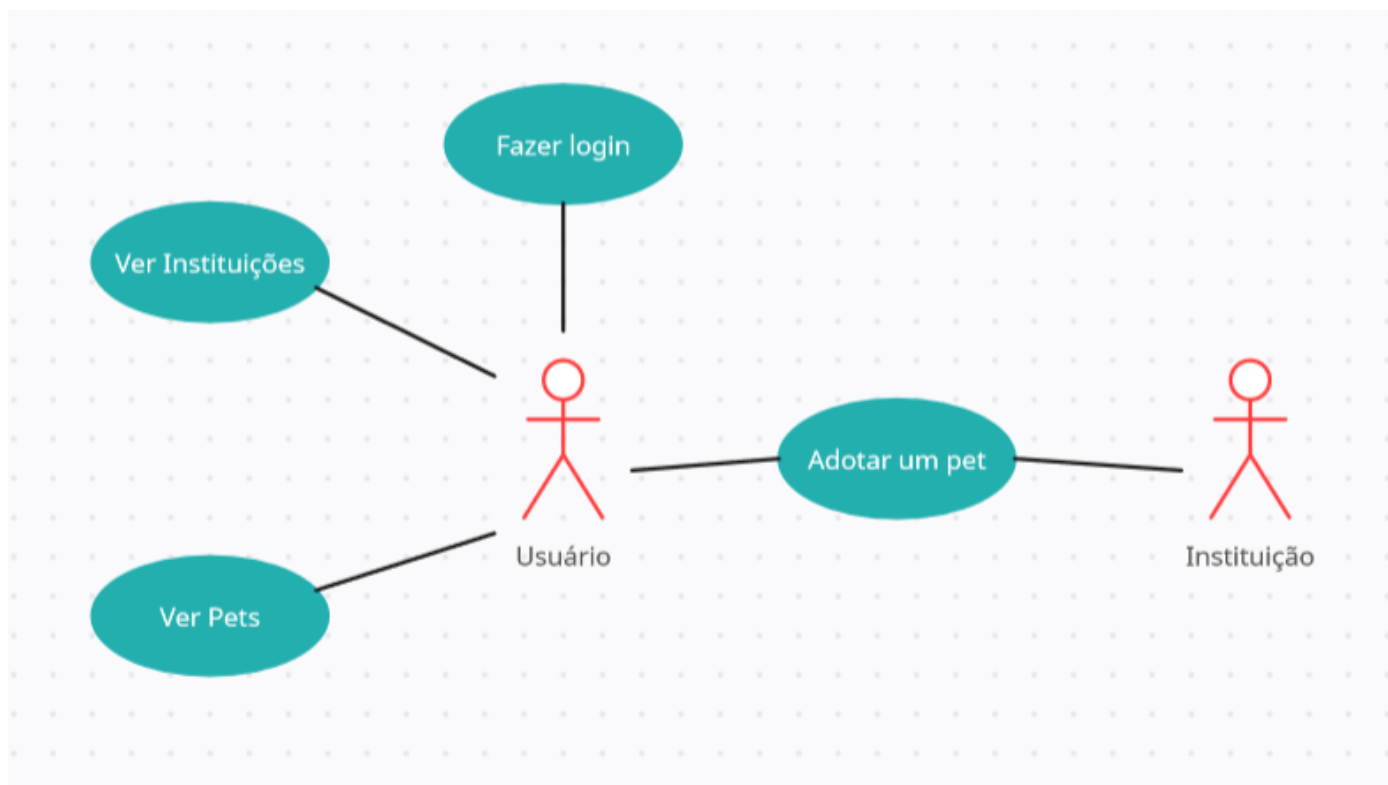 Fazer login
Ver Instituições
Adotar um pet
Usuário
Instituição
Ver Pets